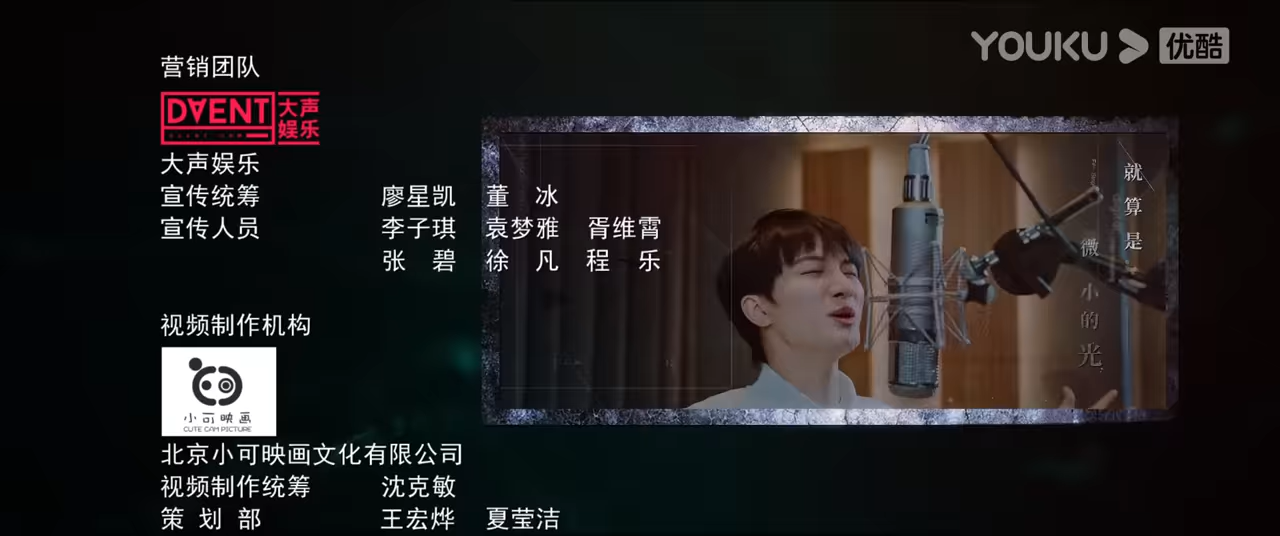 YOUKU 优酷
营销团队
DAENT 大声娱乐
大声娱乐
宣传统筹 廖星凯 董 冰
宣传人员 李子琪 袁梦雅 胥维霄
张 碧 徐 凡 程 乐
视频制作机构
小可映画
CUTE CAM PICTURE
北京小可映画文化有限公司
视频制作统筹 沈克敏
策 划 部 王宏烨 夏莹洁
就算是
微小的光